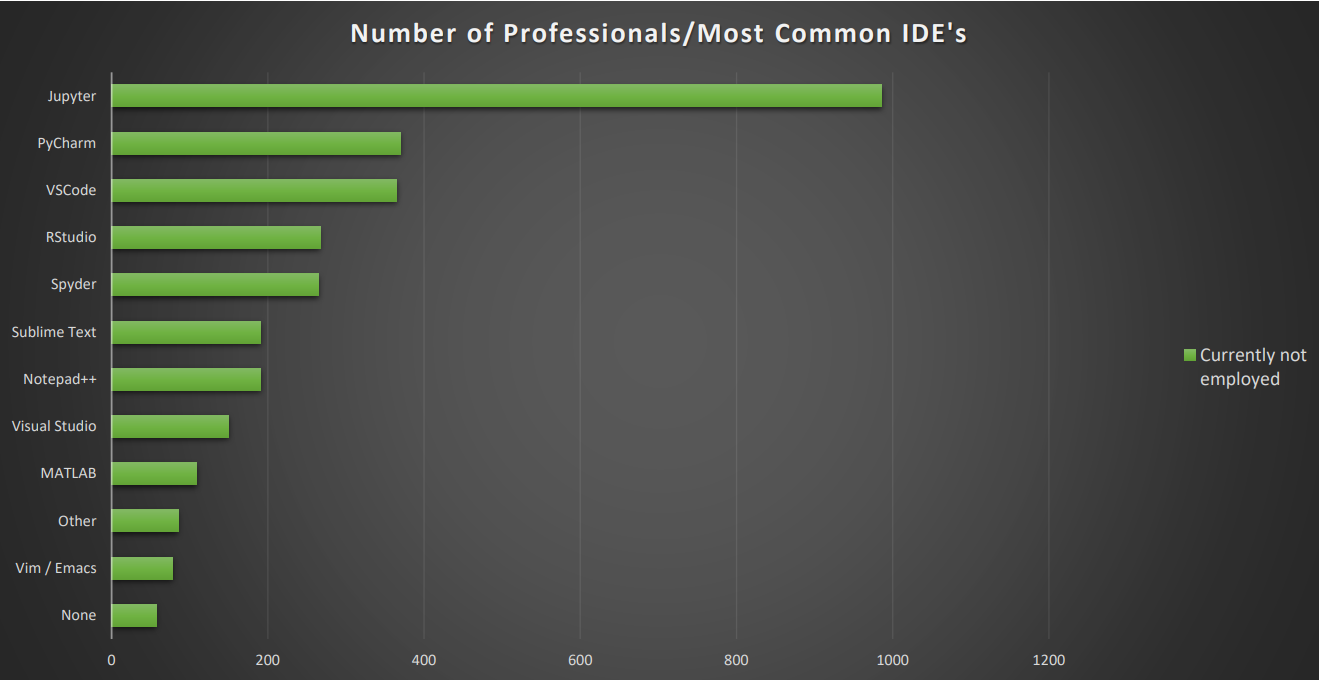 Number of Professionals/Most Common IDE's
Jupyter
PyCharm
VSCode
RStudio
Spyder
Sublime Text
Notepad++
Visual Studio
MATLAB
Other
Vim / Emacs
None
0 200 400 600 800 1000 1200
Currently not
employed